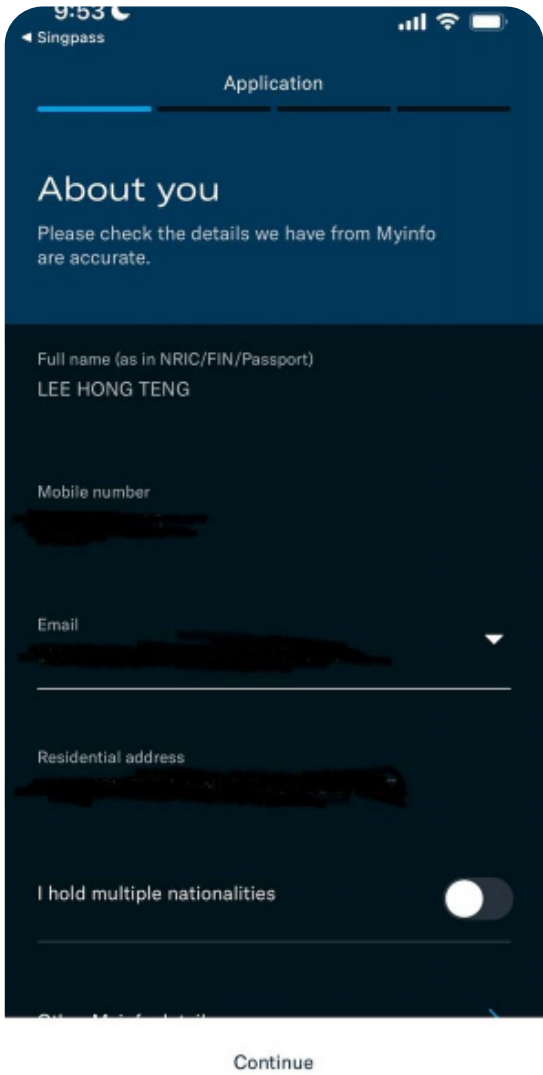 9:53
Singpass
Application
About you
Please check the details we have from Myinfo
are accurate.
Full name (as in NRIC/FIN/Passport)
LEE HONG TENG
Mobile number
Email
Residential address
I hold multiple nationalities
Continue